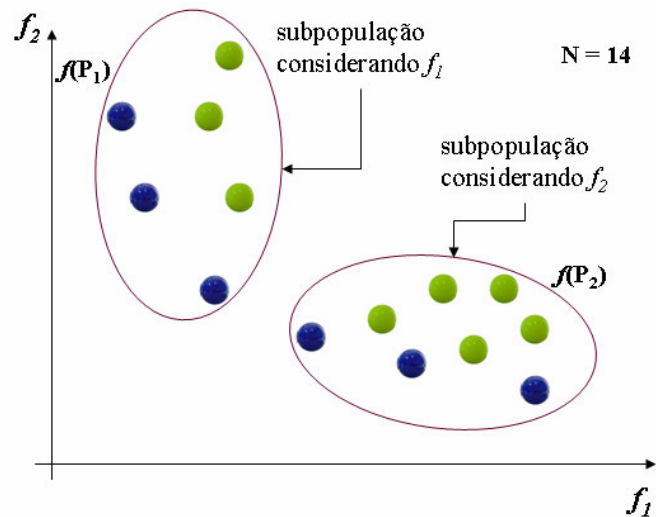 f2
f(P1)
subpopulação
considerando f1
N = 14
subpopulação
considerando f2
f(P2)
f1